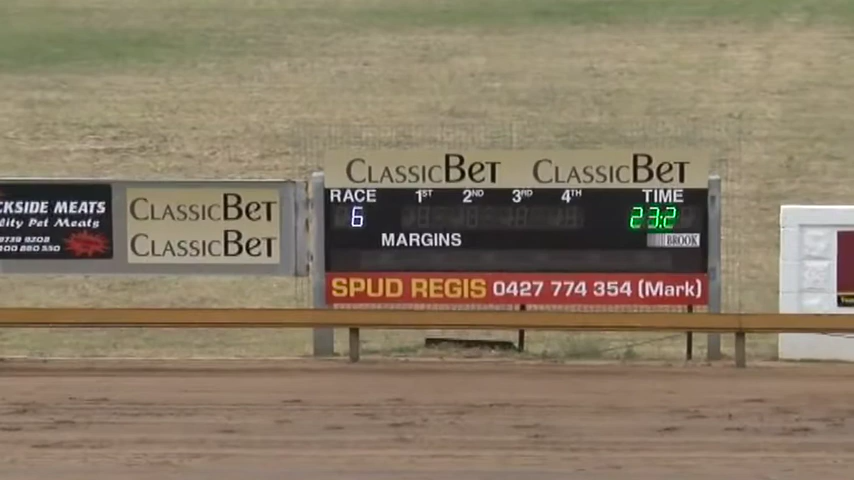 CLASSICBET CLASSICBET
RACE 1ST 2ND 3RD 4TH TIME
6 23.2
MARGINS BROOK
SPUD REGIS 0427 774 354 (Mark)
CKSIDE MEATS
lity Pet Meats
CLASSICBET
CLASSICBET